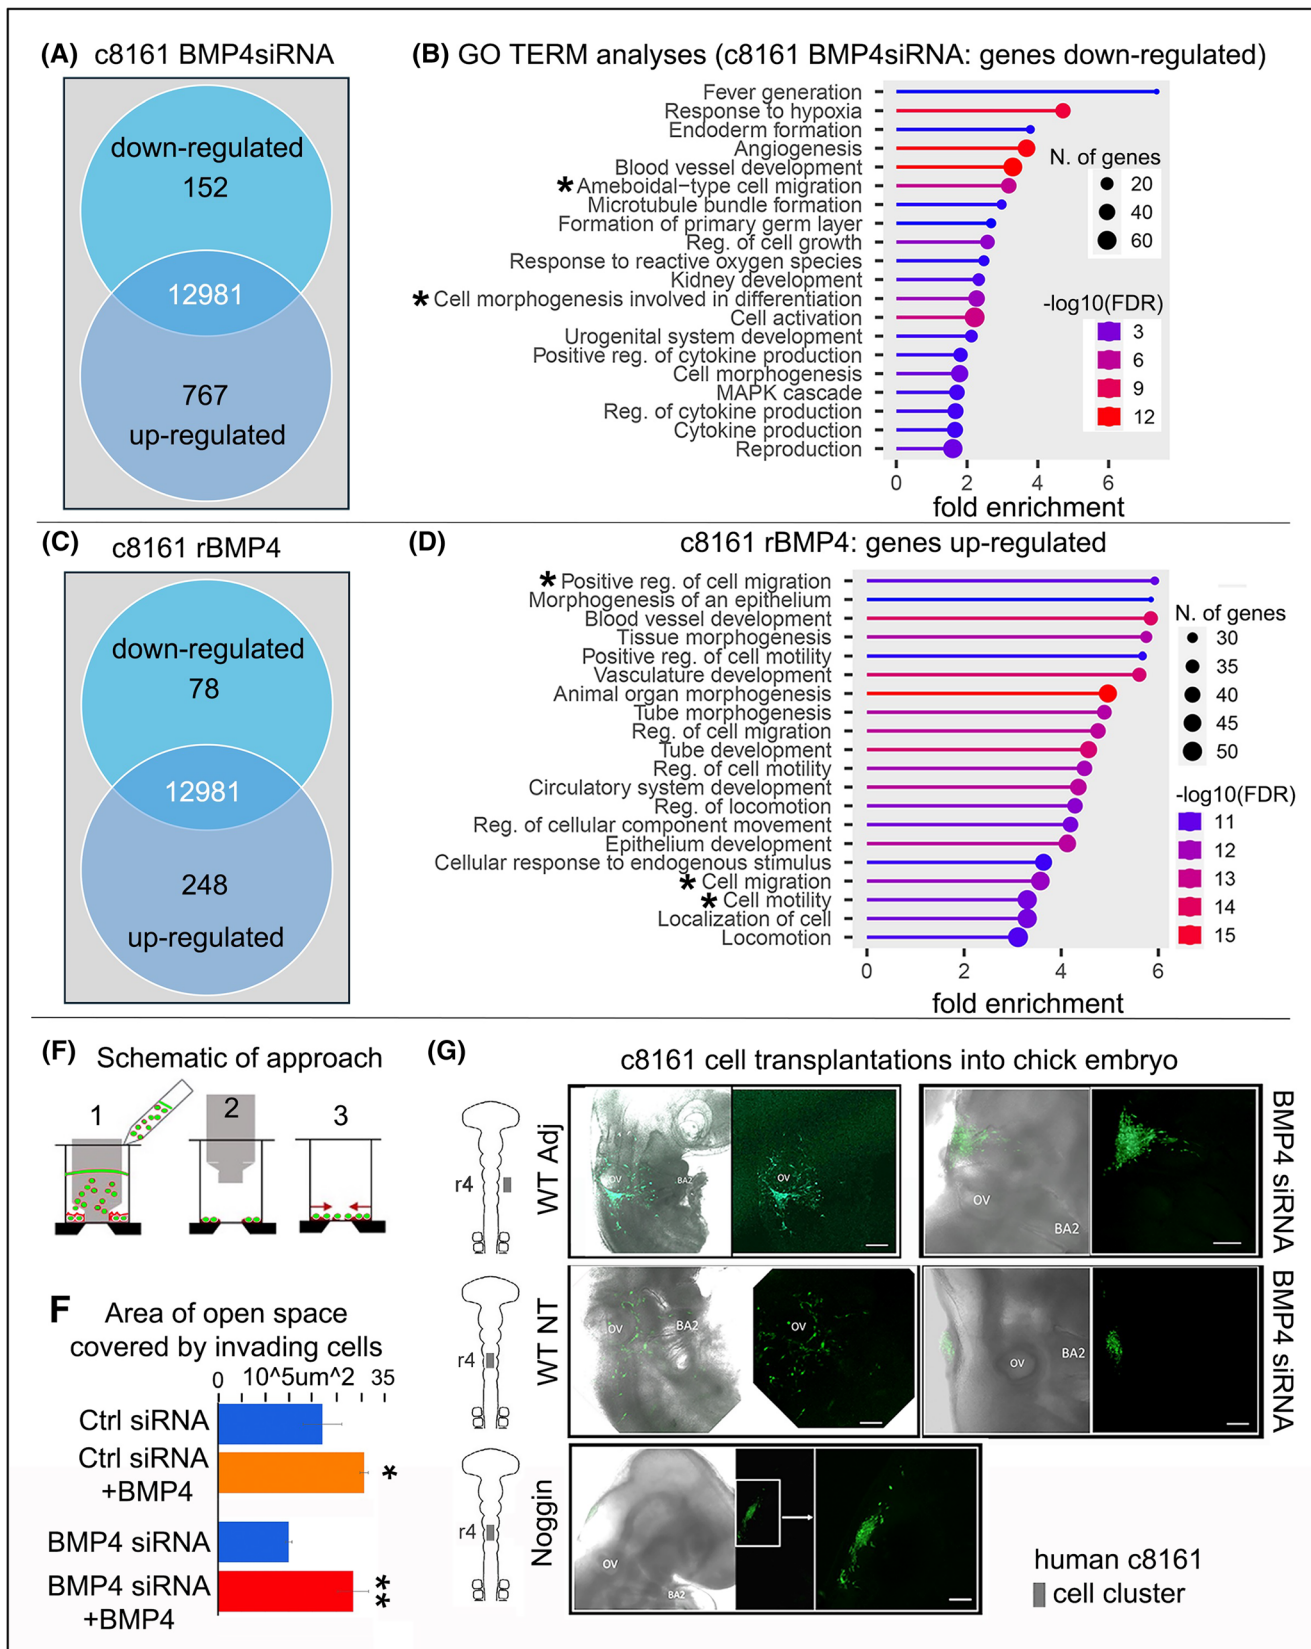 (A) c8161 BMP4siRNA
down-regulated
152
12981
767
up-regulated
(B) GO TERM analyses (c8161 BMP4siRNA: genes down-regulated)
Fever generation
Response to hypoxia
Endoderm formation
Angiogenesis
Blood vessel development
* Ameboidal−type cell migration
Microtubule bundle formation
Formation of primary germ layer
Reg. of cell growth
Response to reactive oxygen species
Kidney development
* Cell morphogenesis involved in differentiation
Cell activation
Urogenital system development
Positive reg. of cytokine production
Cell morphogenesis
MAPK cascade
Reg. of cytokine production
Cytokine production
Reproduction
0 2 4 6
fold enrichment
N. of genes
20
40
60
-log10(FDR)
3
6
9
12
(C) c8161 rBMP4
down-regulated
78
12981
248
up-regulated
(D) c8161 rBMP4: genes up-regulated
* Positive reg. of cell migration
Morphogenesis of an epithelium
Blood vessel development
Tissue morphogenesis
Positive reg. of cell motility
Vasculature development
Animal organ morphogenesis
Tube morphogenesis
Reg. of cell migration
Tube development
Reg. of cell motility
Circulatory system development
Reg. of locomotion
Reg. of cellular component movement
Epithelium development
Cellular response to endogenous stimulus
* Cell migration
* Cell motility
Localization of cell
Locomotion
0 2 4 6
fold enrichment
N. of genes
30
35
40
45
50
-log10(FDR)
11
12
13
14
15
(F) Schematic of approach
1 2 3
F Area of open space
covered by invading cells
0 10^5um^2 35
Ctrl siRNA
Ctrl siRNA
+BMP4
*
BMP4 siRNA
BMP4 siRNA
+BMP4
**
(G) c8161 cell transplantations into chick embryo
r4
WT Adj
OV
BA2
OV
OV
BA2
BMP4 siRNA
r4
WT NT
OV
BA2
OV
OV
BA2
BMP4 siRNA
r4
Noggin
OV
BA2
human c8161
cell cluster